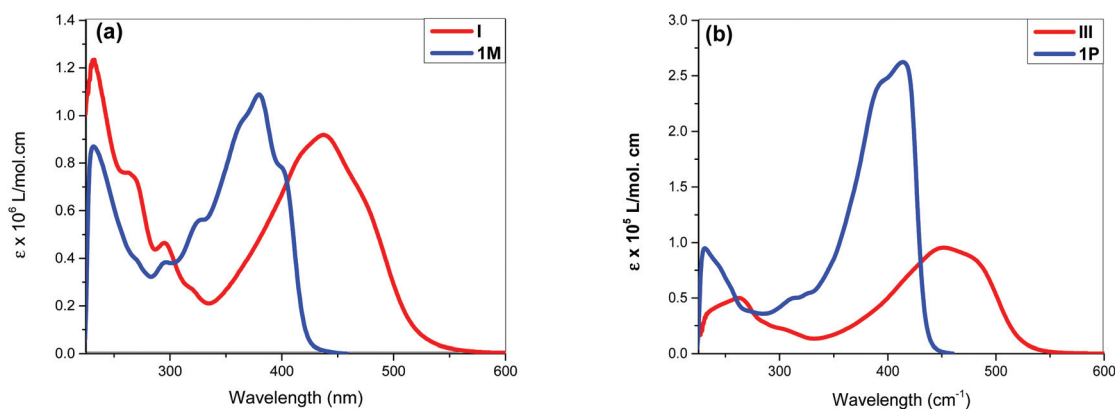 (a)
I
1M
1.4
1.2
1.0
0.8
0.6
0.4
0.2
0.0
ε x 10⁶ L/mol.cm
300 400 500 600
Wavelength (nm)
(b)
III
1P
3.0
2.5
2.0
1.5
1.0
0.5
0.0
ε x 10⁵ L/mol. cm
300 400 500 600
Wavelength (cm⁻¹)